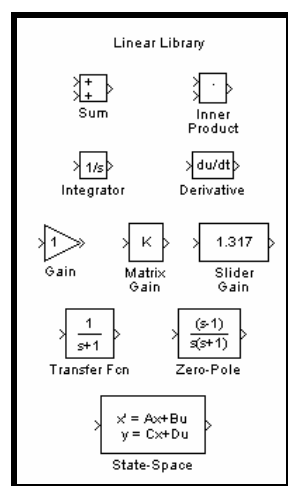 Linear Library
+
+
Sum
·
Inner
Product
1/s
Integrator
du/dt
Derivative
1
Gain
K
Matrix
Gain
1.317
Slider
Gain
1
s+1
Transfer Fcn
(s-1)
s(s+1)
Zero-Pole
x' = Ax+Bu
y = Cx+Du
State-Space